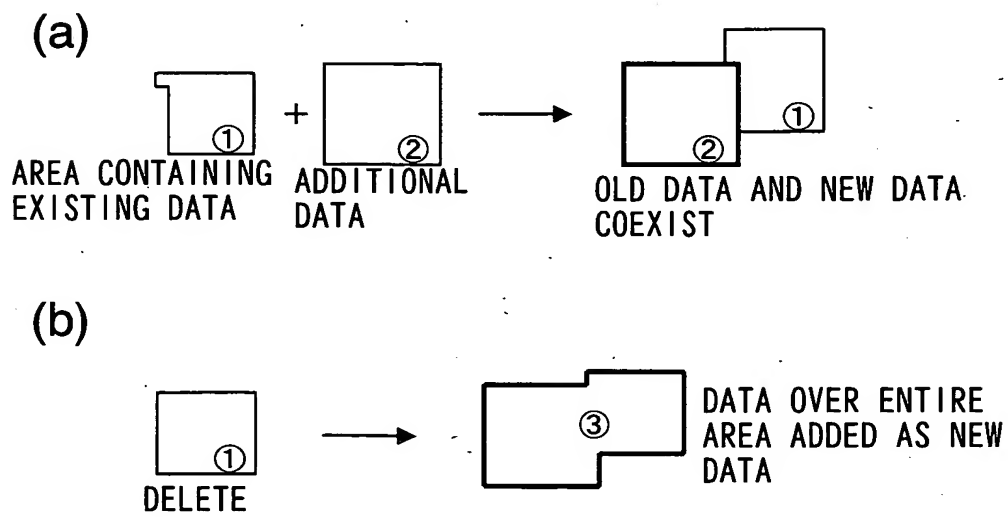 (a)
① + ② ② ①
AREA CONTAINING
EXISTING DATA
ADDITIONAL
DATA
OLD DATA AND NEW DATA
COEXIST
(b)
① ③
DELETE
DATA OVER ENTIRE
AREA ADDED AS NEW
DATA